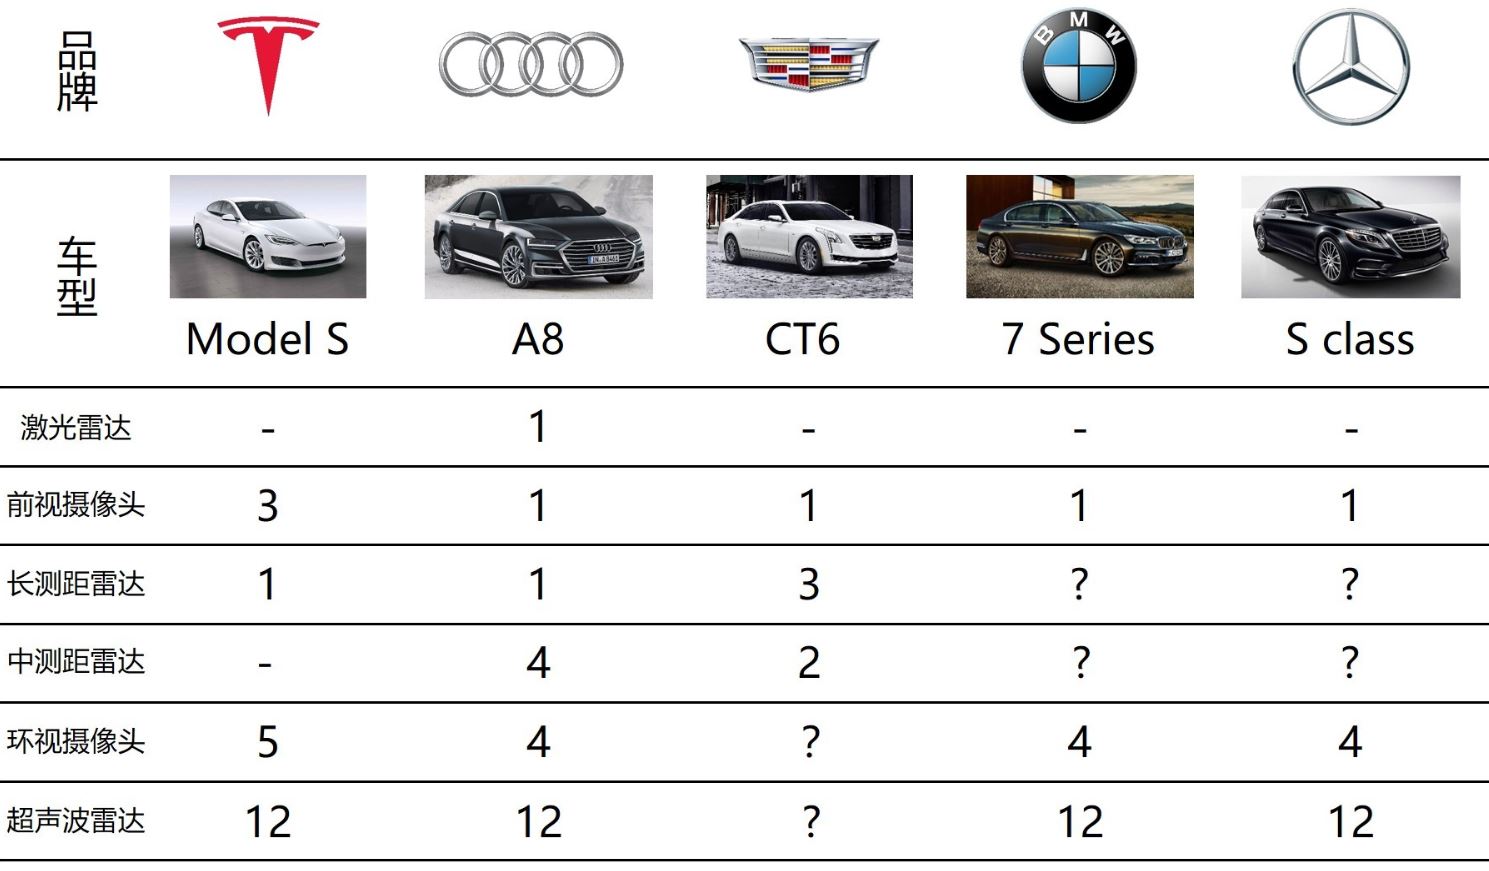 品牌
B M W
车型
IN·A8461
Model S A8 CT6 7 Series S class
激光雷达 - 1 - - -
前视摄像头 3 1 1 1 1
长测距雷达 1 1 3 ? ?
中测距雷达 - 4 2 ? ?
环视摄像头 5 4 ? 4 4
超声波雷达 12 12 ? 12 12